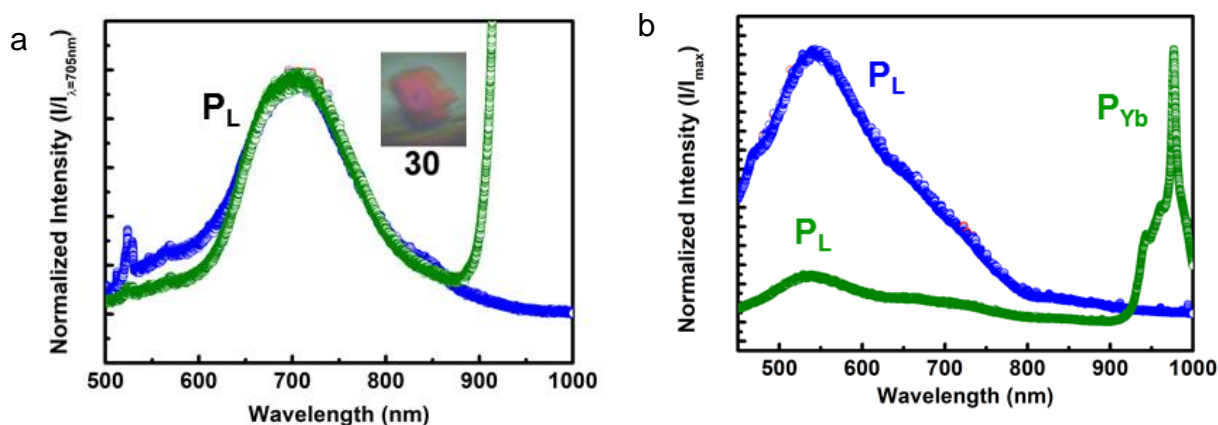 a
Normalized Intensity (I/I_λ=705nm)
P_L
30
500 600 700 800 900 1000
Wavelength (nm)
b
Normalized Intensity (I/I_max)
P_L
P_Yb
P_L
500 600 700 800 900 1000
Wavelength (nm)